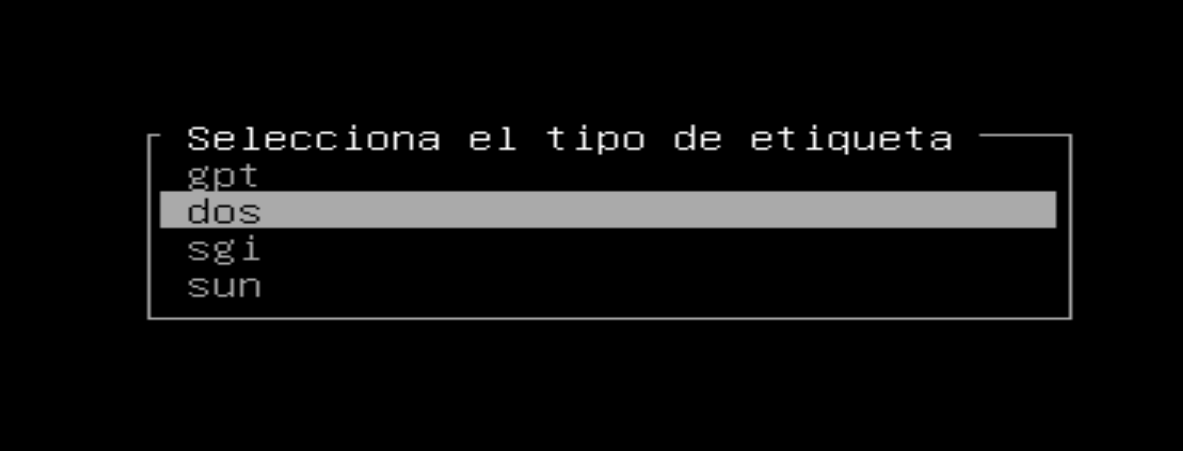 Selecciona el tipo de etiqueta
gpt
dos
sgi
sun